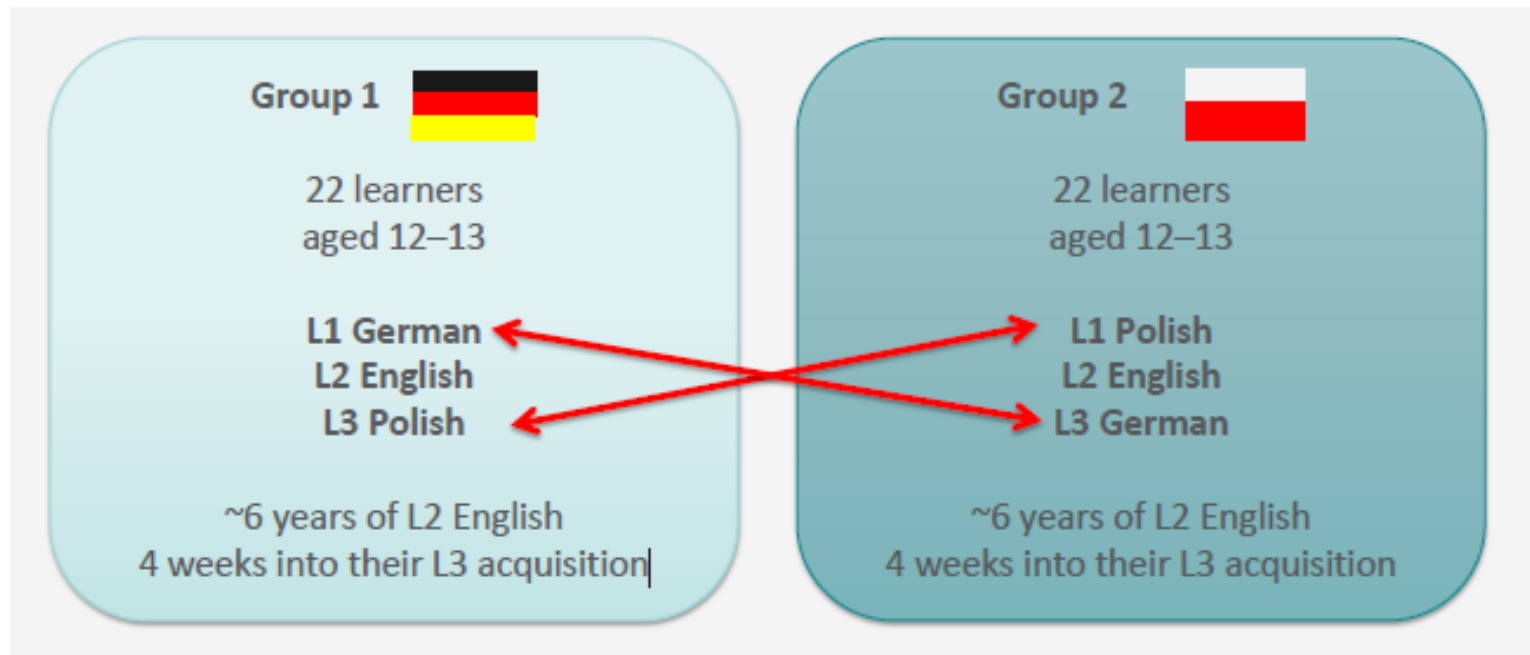 Group 1
22 learners
aged 12–13
L1 German
L2 English
L3 Polish
~6 years of L2 English
4 weeks into their L3 acquisition
Group 2
22 learners
aged 12–13
L1 Polish
L2 English
L3 German
~6 years of L2 English
4 weeks into their L3 acquisition